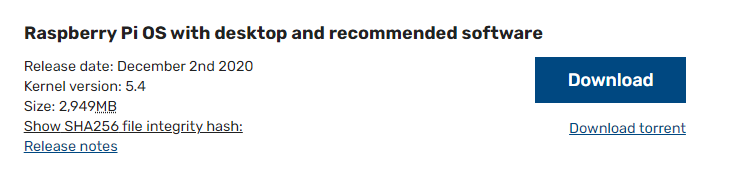 Raspberry Pi OS with desktop and recommended software
Release date: December 2nd 2020
Kernel version: 5.4
Size: 2,949MB
Show SHA256 file integrity hash:
Release notes
Download
Download torrent